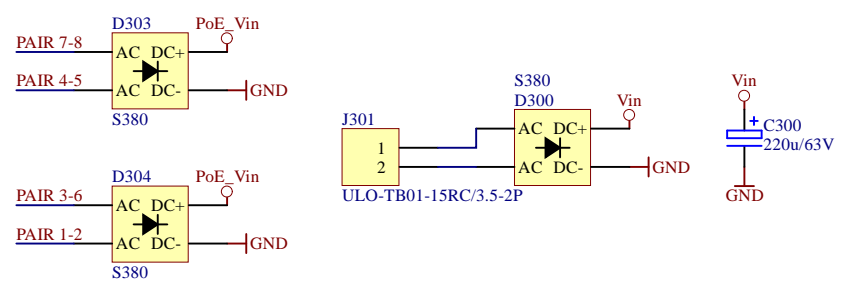 D303
PoE_Vin
PAIR 7-8
AC DC+
PAIR 4-5
AC DC-
GND
S380
D304
PoE_Vin
PAIR 3-6
AC DC+
PAIR 1-2
AC DC-
GND
S380
J301
1
2
ULO-TB01-15RC/3.5-2P
S380
D300
Vin
AC DC+
AC DC-
GND
Vin
+
C300
220u/63V
GND